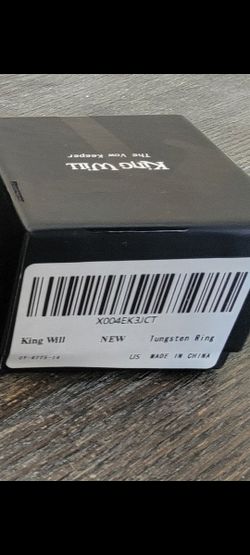 King Will
The Vow Keeper
X004EK3JCT
King Will NEW Tungsten Ring
US MADE IN CHINA